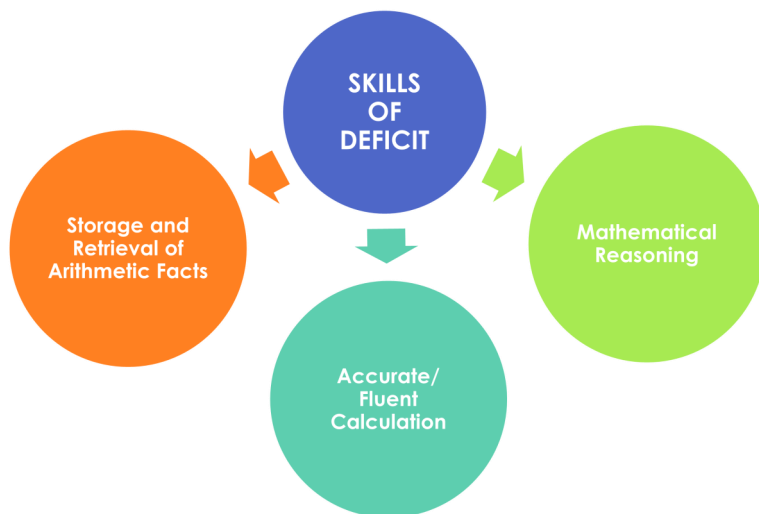 SKILLS
OF
DEFICIT
Storage and
Retrieval of
Arithmetic Facts
Accurate/
Fluent
Calculation
Mathematical
Reasoning